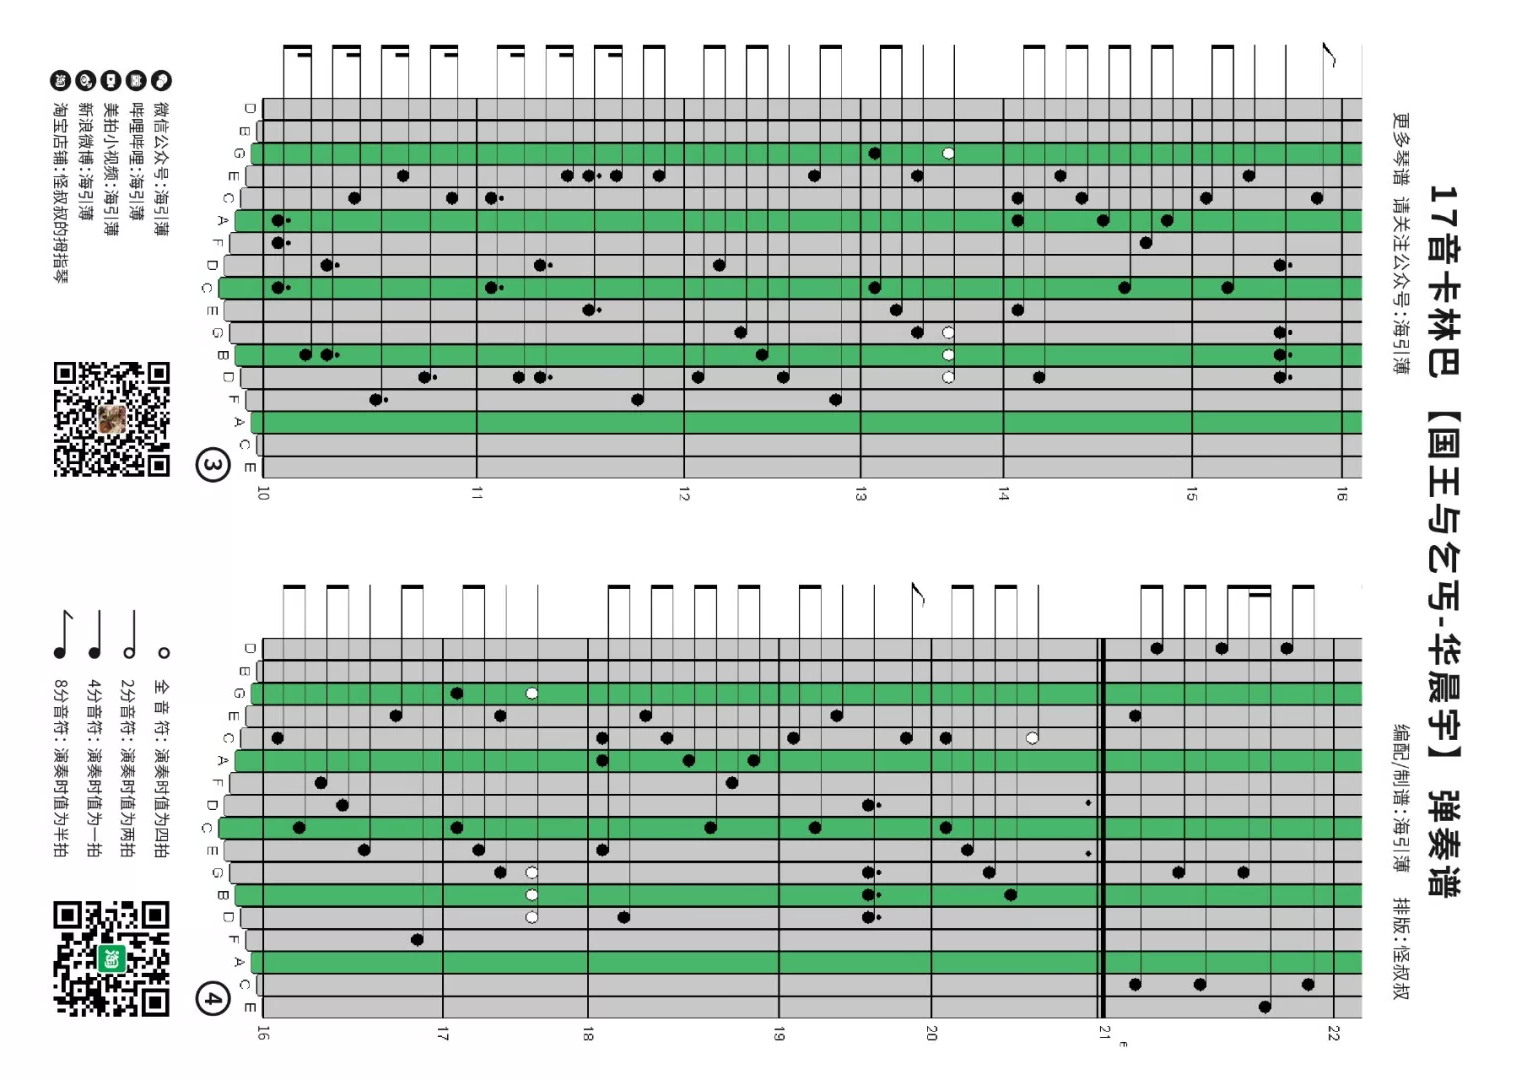 17音卡林巴 【国王与乞丐-华晨宇】 弹奏谱
更多琴谱 请关注公众号:海引薄
编配/制谱:海引薄 排版:怪叔叔
D
B
G
E
C
A
F
D
C
E
G
B
D
F
A
C
E
10
11
12
13
14
15
16
③
微信公众号:海引薄
哔哩哔哩:海引薄
美拍小视频:海引薄
新浪微博:海引薄
淘宝店铺:怪叔叔的拇指琴
D
B
G
E
C
A
F
D
C
E
G
B
D
F
A
C
E
16
17
18
19
20
21
6
22
④
全 音 符: 演奏时值为四拍
2分音符: 演奏时值为两拍
4分音符: 演奏时值为一拍
8分音符: 演奏时值为半拍
淘
淘